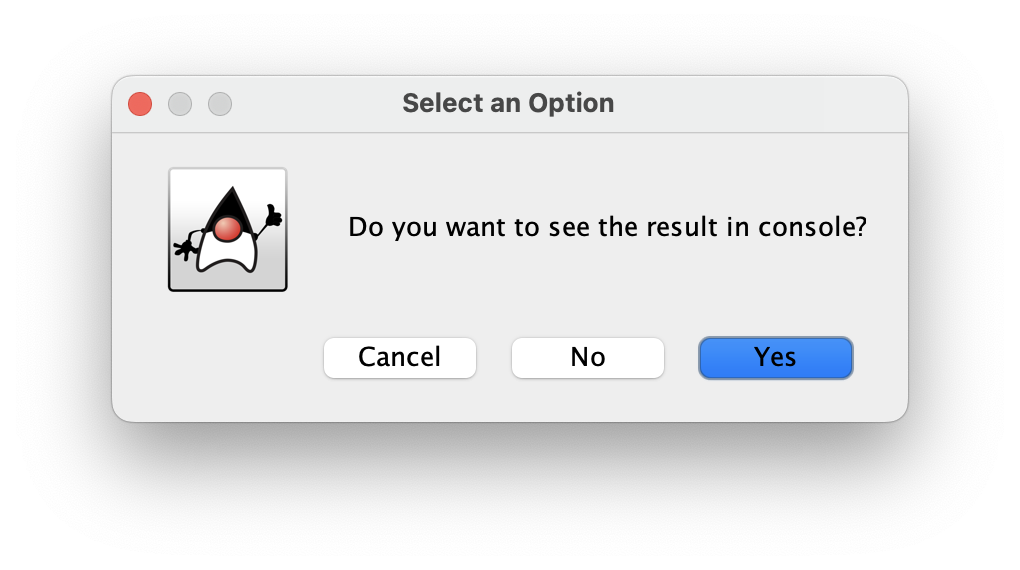 Select an Option
Do you want to see the result in console?
Cancel
No
Yes